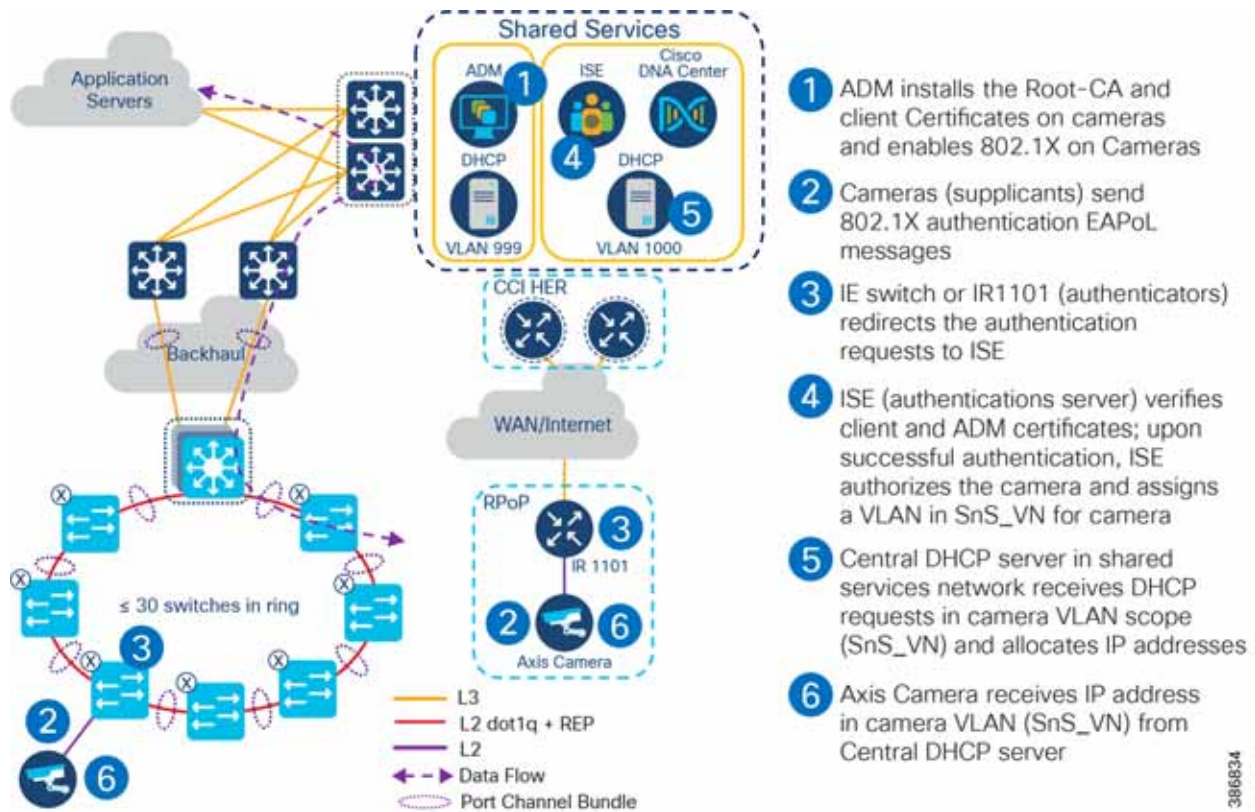 Shared Services
Application
Servers
ADM
1
ISE
Cisco
DNA Center
4
DHCP
DHCP
5
VLAN 999
VLAN 1000
CCI HER
Backhaul
WAN/Internet
RPoP
3
IR 1101
2
6
Axis Camera
X
X
X
X
X
X
X
≤ 30 switches in ring
3
2
6
L3
L2 dot1q + REP
L2
Data Flow
Port Channel Bundle
1 ADM installs the Root-CA and
client Certificates on cameras
and enables 802.1X on Cameras
2 Cameras (supplicants) send
802.1X authentication EAPoL
messages
3 IE switch or IR1101 (authenticators)
redirects the authentication
requests to ISE
4 ISE (authentications server) verifies
client and ADM certificates; upon
successful authentication, ISE
authorizes the camera and assigns
a VLAN in SnS_VN for camera
5 Central DHCP server in shared
services network receives DHCP
requests in camera VLAN scope
(SnS_VN) and allocates IP addresses
6 Axis Camera receives IP address
in camera VLAN (SnS_VN) from
Central DHCP server
386834